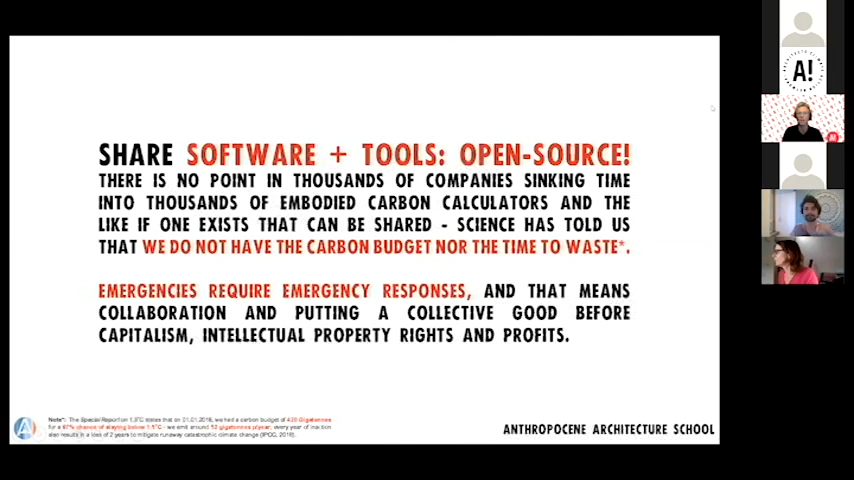 SHARE SOFTWARE + TOOLS: OPEN-SOURCE!
THERE IS NO POINT IN THOUSANDS OF COMPANIES SINKING TIME
INTO THOUSANDS OF EMBODIED CARBON CALCULATORS AND THE
LIKE IF ONE EXISTS THAT CAN BE SHARED - SCIENCE HAS TOLD US
THAT WE DO NOT HAVE THE CARBON BUDGET NOR THE TIME TO WASTE*.
EMERGENCIES REQUIRE EMERGENCY RESPONSES, AND THAT MEANS
COLLABORATION AND PUTTING A COLLECTIVE GOOD BEFORE
CAPITALISM, INTELLECTUAL PROPERTY RIGHTS AND PROFITS.
Note*: The Special Report on 1.5°C states that on 01.01.2018, we had a carbon budget of 420 Gigatonnes
for a 67% chance of staying below 1.5°C - we emit around 52 gigatonnes p/year, every year of inaction
also results in a loss of 2 years to mitigate runaway catastrophic climate change (IPCC, 2018).
ANTHROPOCENE ARCHITECTURE SCHOOL
A!